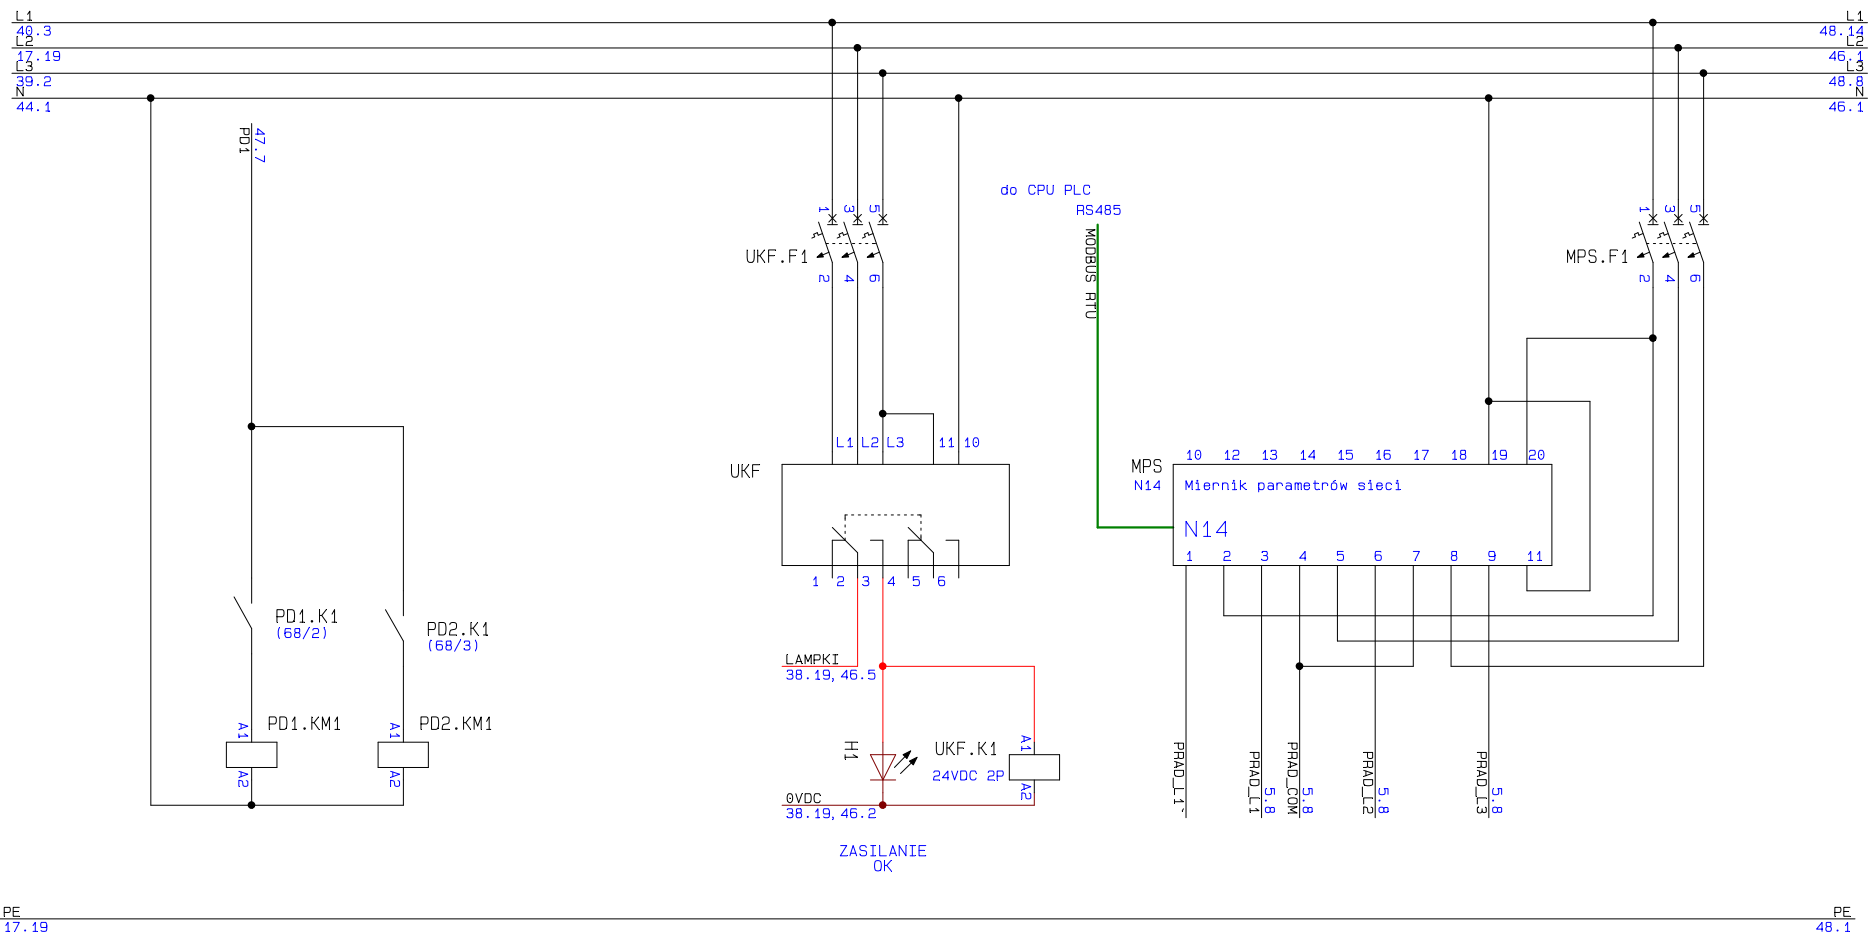 L1
40.3
L2
17.19
L3
39.2
N
44.1
L1
48.14
L2
46.1
L3
48.8
N
46.1
PD1
47.7
PD1.K1
(68/2)
PD2.K1
(68/3)
A1
PD1.KM1
A2
A1
PD2.KM1
A2
1 3 5
UKF.F1
2 4 6
L1 L2 L3 11 10
UKF
1 2 3 4 5 6
LAMPKI
38.19,46.5
H1
UKF.K1
24VDC 2P
A1
A2
0VDC
38.19,46.2
ZASILANIE
OK
do CPU PLC
RS485
MODBUS RTU
1 3 5
MPS.F1
2 4 6
MPS
N14
10 12 13 14 15 16 17 18 19 20
Miernik parametrów sieci
N14
1 2 3 4 5 6 7 8 9 11
PRAD_L1`
PRAD_L1
5.8
PRAD_COM
5.8
PRAD_L2
5.8
PRAD_L3
5.8
PE
17.19
PE
48.1